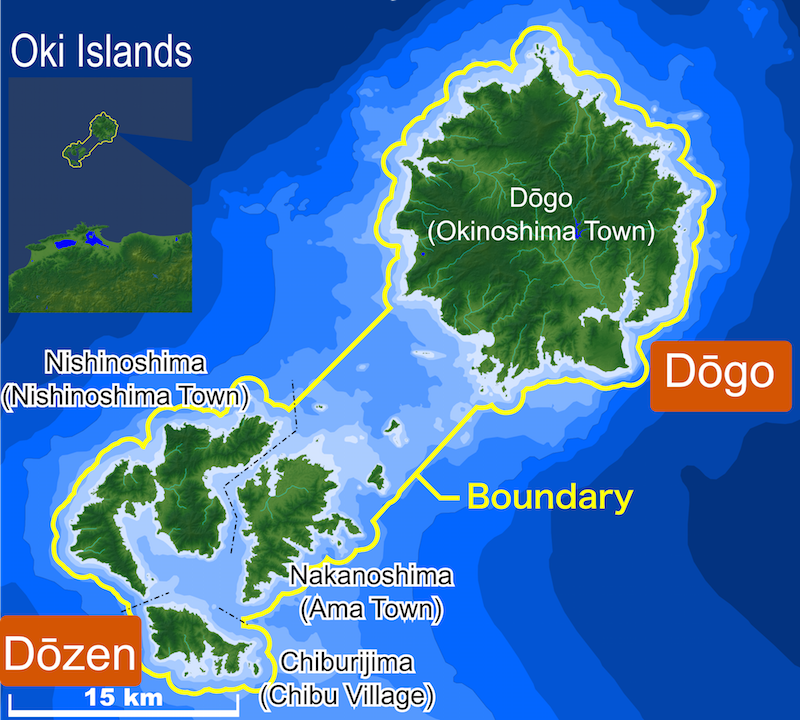 Oki Islands
Dōgo
(Okinoshima Town)
Dōgo
Nishinoshima
(Nishinoshima Town)
Boundary
Nakanoshima
(Ama Town)
Dōzen
Chiburijima
(Chibu Village)
15 km